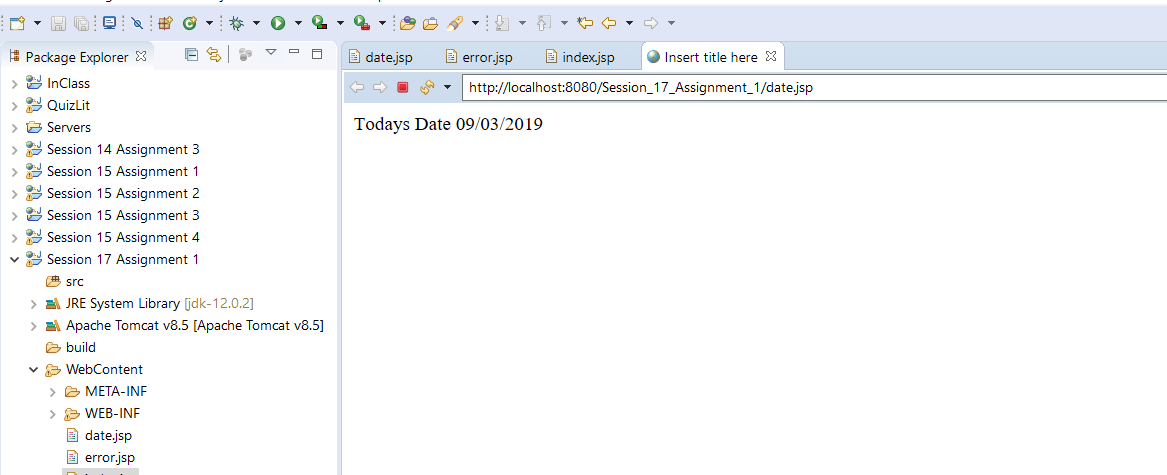 Package Explorer
date.jsp
error.jsp
index.jsp
Insert title here
InClass
QuizLit
Servers
Session 14 Assignment 3
Session 15 Assignment 1
Session 15 Assignment 2
Session 15 Assignment 3
Session 15 Assignment 4
Session 17 Assignment 1
src
JRE System Library [jdk-12.0.2]
Apache Tomcat v8.5 [Apache Tomcat v8.5]
build
WebContent
META-INF
WEB-INF
date.jsp
error.jsp
http://localhost:8080/Session_17_Assignment_1/date.jsp
Todays Date 09/03/2019